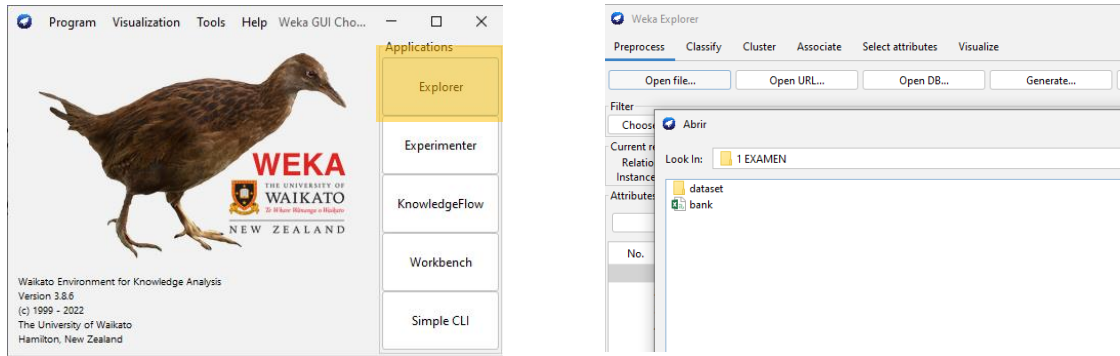 Program Visualization Tools Help Weka GUI Cho...
Applications
Explorer
Experimenter
KnowledgeFlow
Workbench
Simple CLI
WEKA
THE UNIVERSITY OF
WAIKATO
Te Whare Wānanga o Waikato
NEW ZEALAND
Waikato Environment for Knowledge Analysis
Version 3.8.6
(c) 1999 - 2022
The University of Waikato
Hamilton, New Zealand
Weka Explorer
Preprocess Classify Cluster Associate Select attributes Visualize
Open file... Open URL... Open DB... Generate...
Filter
Choose
Abrir
Current re
Relatio
Instance
Look In: 1 EXAMEN
Attributes
dataset
bank
No.